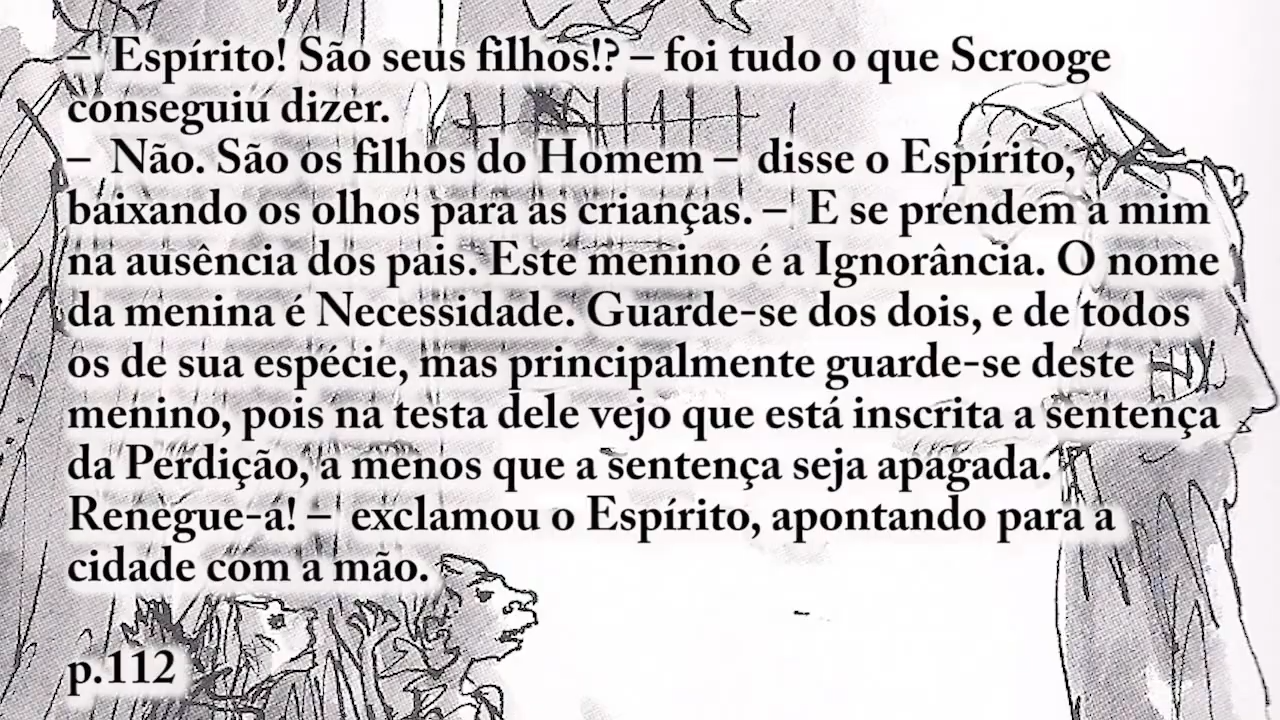 – Espírito! São seus filhos!? – foi tudo o que Scrooge
conseguiu dizer.
– Não. São os filhos do Homem – disse o Espírito,
baixando os olhos para as crianças. – E se prendem a mim
na ausência dos pais. Este menino é a Ignorância. O nome
da menina é Necessidade. Guarde-se dos dois, e de todos
os de sua espécie, mas principalmente guarde-se deste
menino, pois na testa dele vejo que está inscrita a sentença
da Perdição, a menos que a sentença seja apagada.
Renegue-a! – exclamou o Espírito, apontando para a
cidade com a mão.
p.112